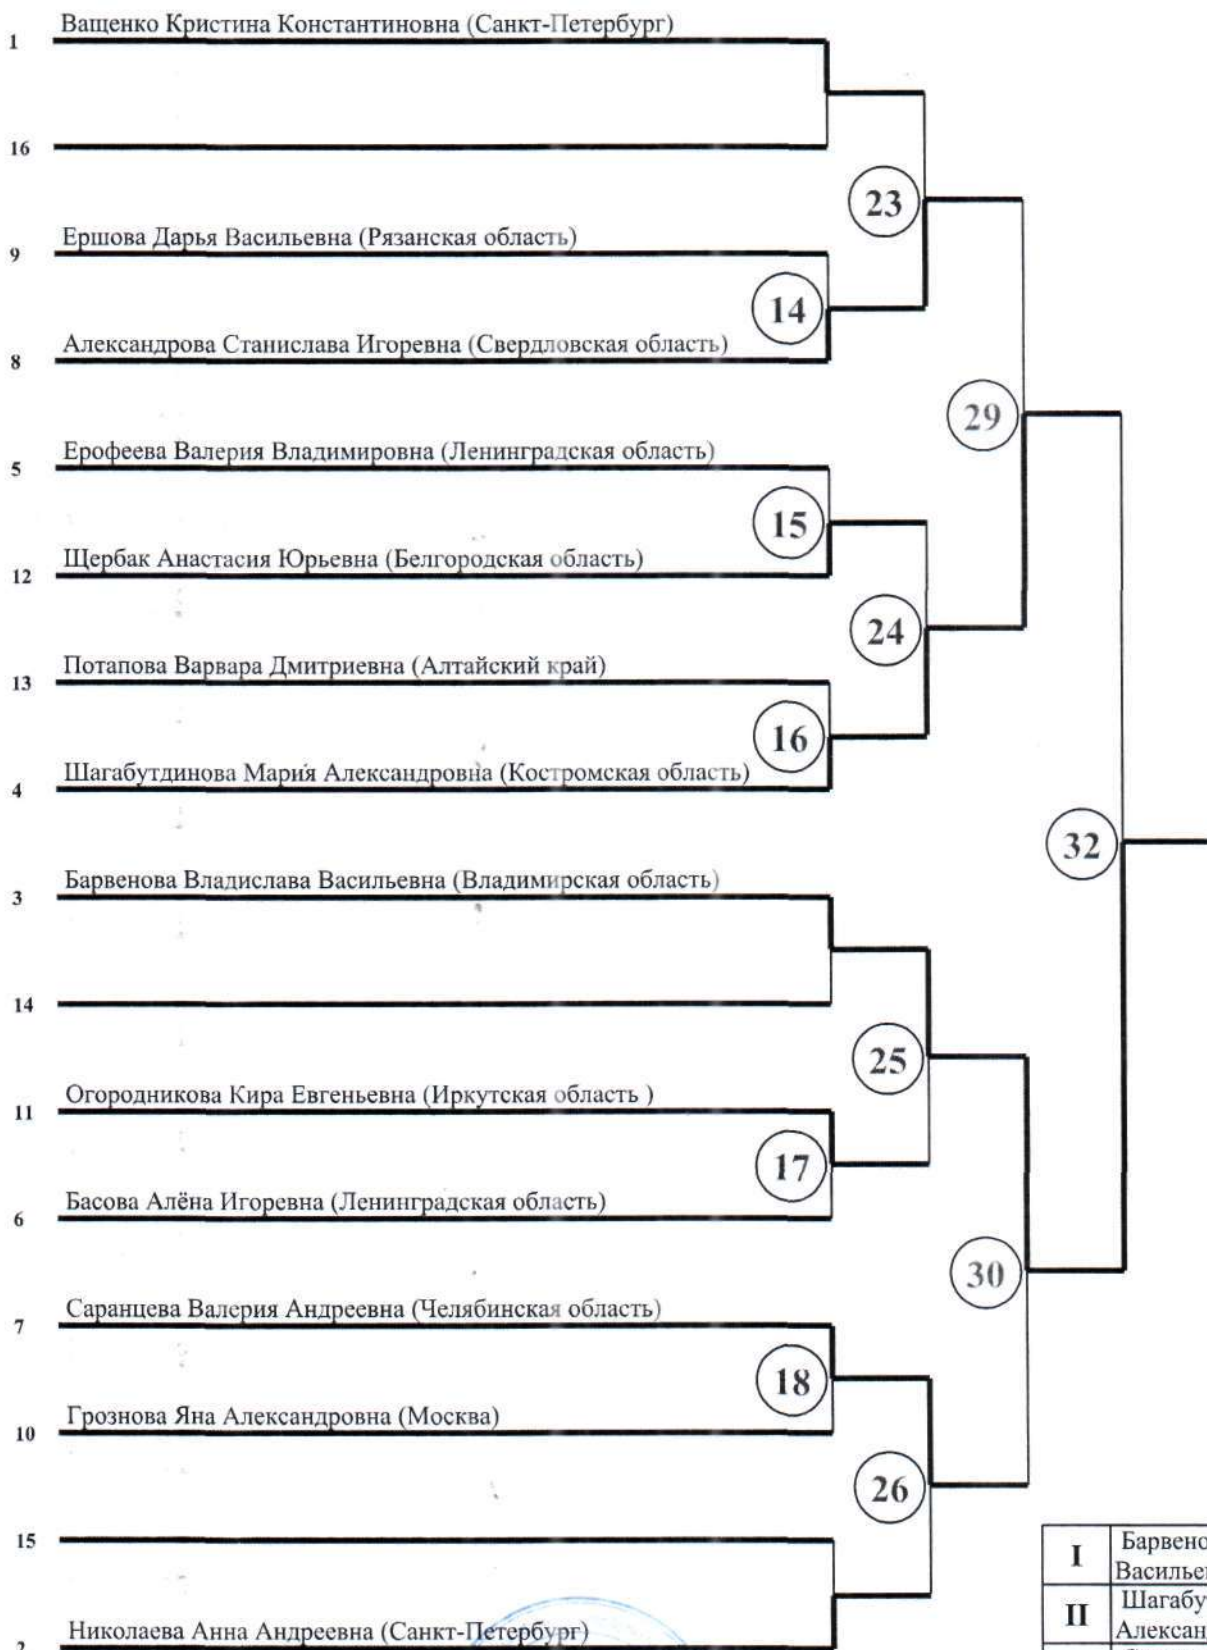 Ващенко Кристина Константиновна (Санкт-Петербург)
1
16
23
Ершова Дарья Васильевна (Рязанская область)
9
14
Александрова Станислава Игоревна (Свердловская область)
8
29
Ерофеева Валерия Владимировна (Ленинградская область)
5
15
Щербак Анастасия Юрьевна (Белгородская область)
12
24
Потапова Варвара Дмитриевна (Алтайский край)
13
16
Шагабутдинова Мария Александровна (Костромская область)
4
32
Барвенова Владислава Васильевна (Владимирская область)
3
14
25
Огородникова Кира Евгеньевна (Иркутская область )
11
17
Басова Алёна Игоревна (Ленинградская область)
6
30
Саранцева Валерия Андреевна (Челябинская область)
7
18
Грознова Яна Александровна (Москва)
10
26
15
I Барвено
Васильев
II Шагабу
Алексан
Николаева Анна Андреевна (Санкт-Петербург)
2